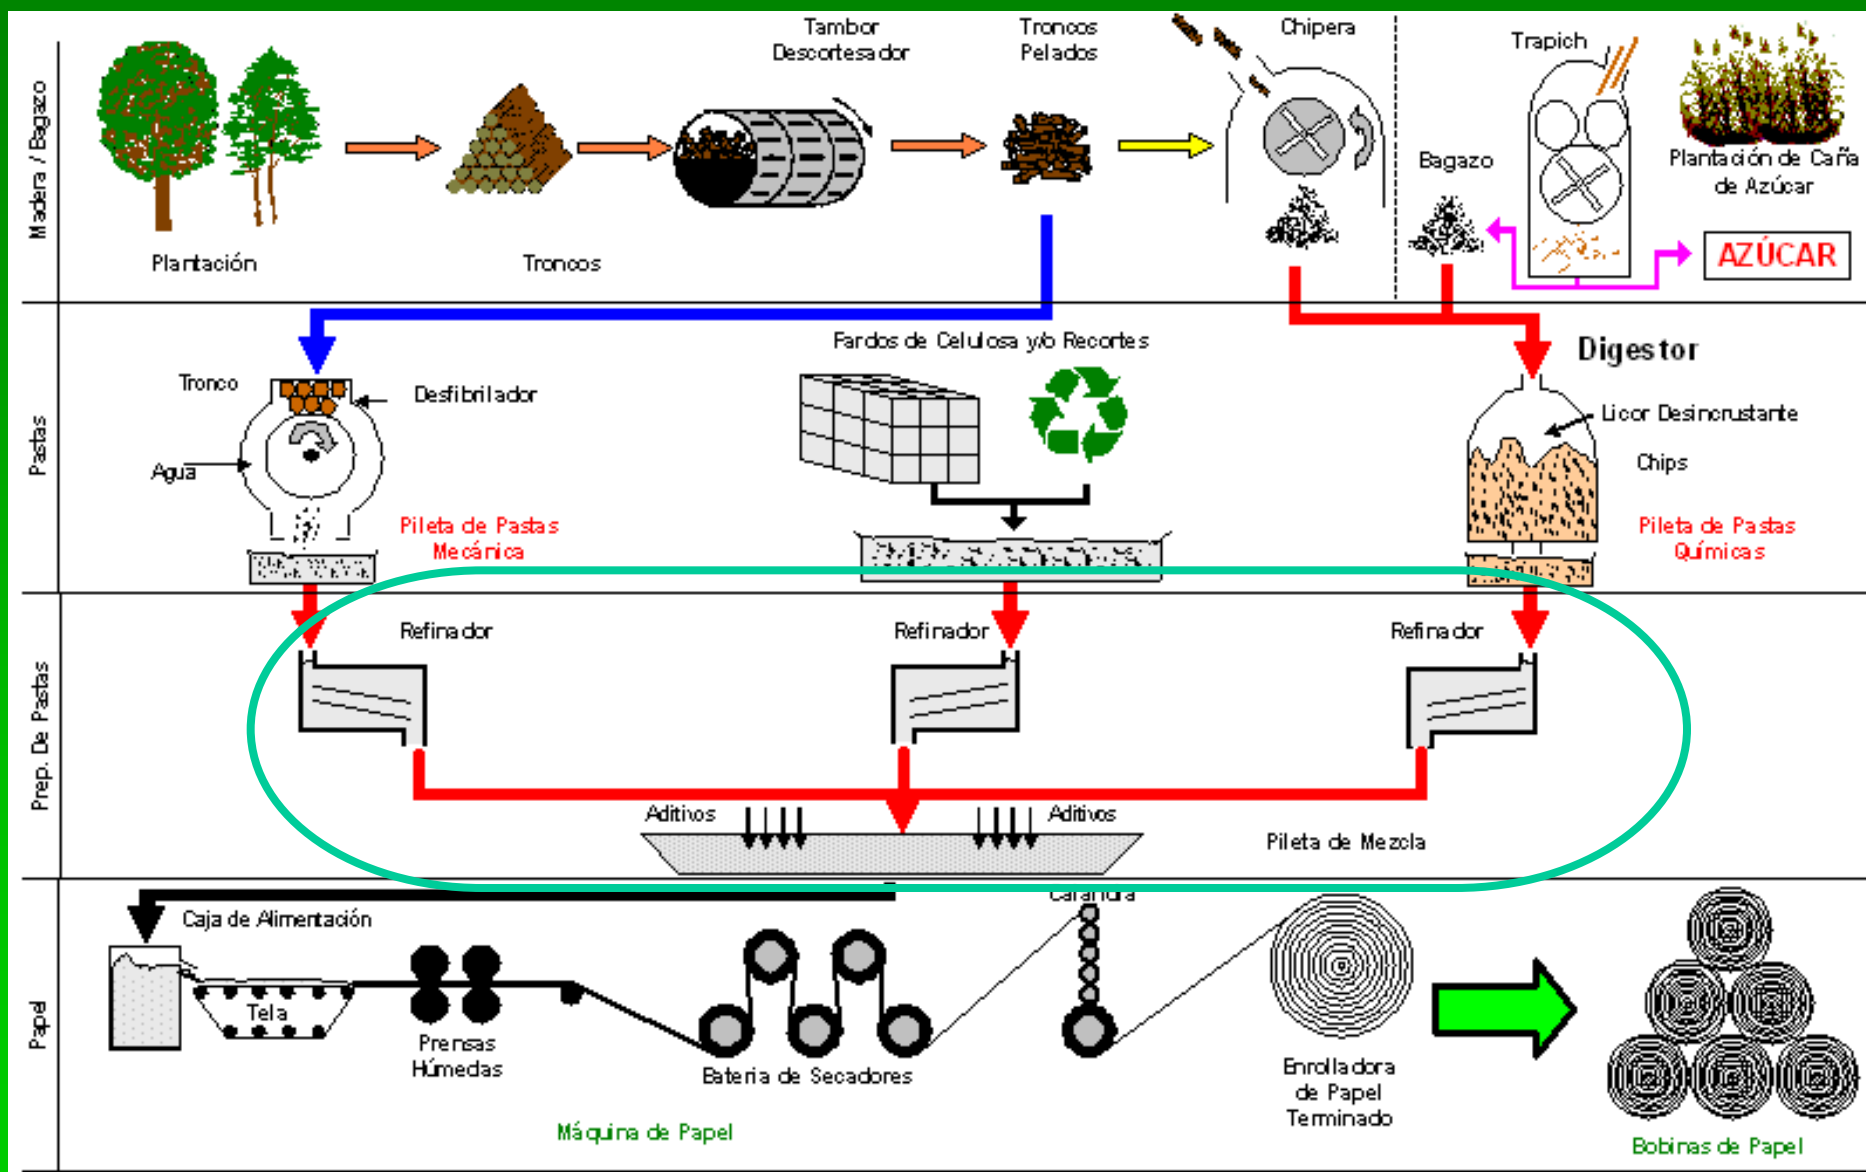 Madera / Bagazo
Tambor
Descortesador
Troncos
Pelados
Chipera
Trapich
Bagazo
Plantación de Caña
de Azúcar
AZÚCAR
Plantación
Troncos
Pastas
Fardos de Celulosa y/o Recortes
Digestor
Tronco
Desfibrilador
Licor Desincrustante
Agua
Chips
Pileta de Pastas
Mecánica
Pileta de Pastas
Químicas
Prep. De Pastas
Refinador
Refinador
Refinador
Aditivos
Aditivos
Pileta de Mezcla
Papel
Caja de Alimentación
Tela
Prensas
Húmedas
Bateria de Secadores
Enrolladora
de Papel
Terminado
Máquina de Papel
Bobinas de Papel